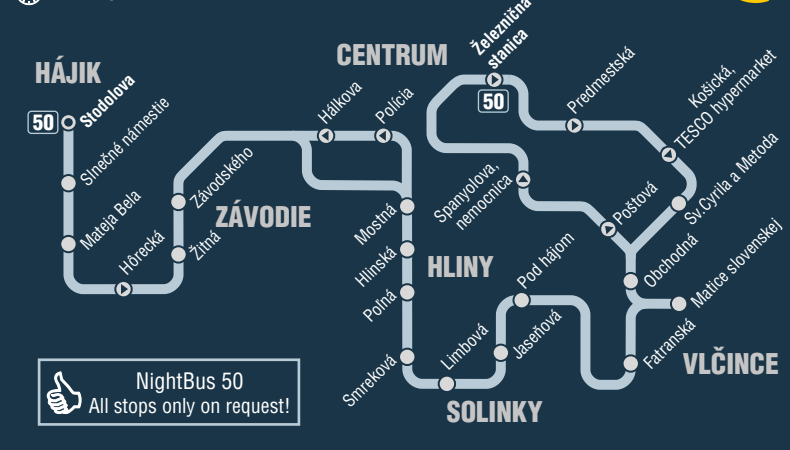 HÁJIK
50
Stodolova
Slnečné námestie
Mateja Bela
Hôrecká
Žitná
Závodského
ZÁVODIE
Hálkova
Polícia
CENTRUM
Železničná
stanica
50
Predmestská
Košická,
TESCO hypermarket
Sv.Cyrila a Metoda
Poštová
Spanyolova,
nemocnica
Obchodná
Matice slovenskej
Fatranská
VLČINCE
Mostná
Hlinská
Poľná
HLINY
Smreková
Limbová
Jaseňová
Pod hájom
SOLINKY
NightBus 50
All stops only on request!